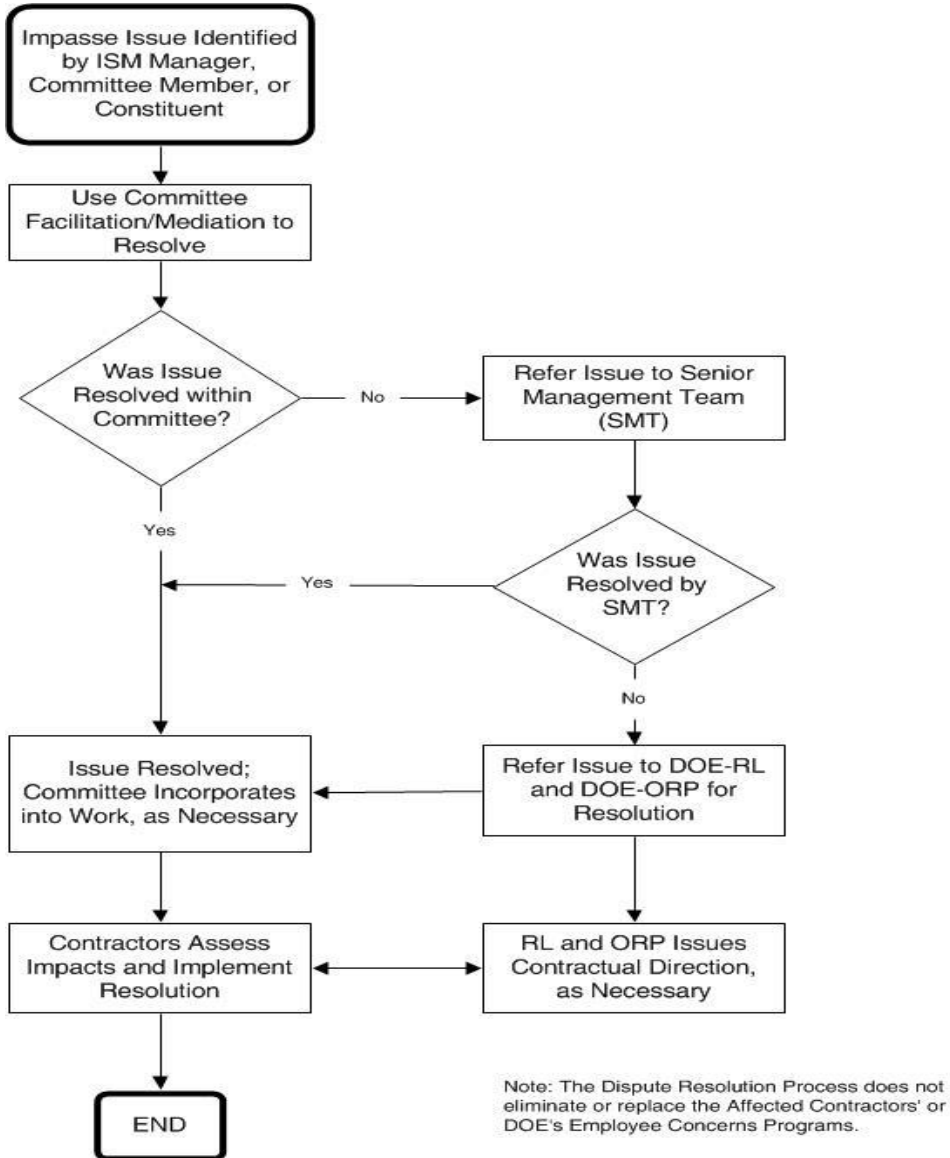 Impasse Issue Identified
by ISM Manager,
Committee Member, or
Constituent
Use Committee
Facilitation/Mediation to
Resolve
Was Issue
Resolved within
Committee?
No
Refer Issue to Senior
Management Team
(SMT)
Yes
Was Issue
Resolved by
SMT?
Yes
No
Issue Resolved;
Committee Incorporates
into Work, as Necessary
Refer Issue to DOE-RL
and DOE-ORP for
Resolution
Contractors Assess
Impacts and Implement
Resolution
RL and ORP Issues
Contractual Direction,
as Necessary
END
Note: The Dispute Resolution Process does not
eliminate or replace the Affected Contractors' or
DOE's Employee Concerns Programs.